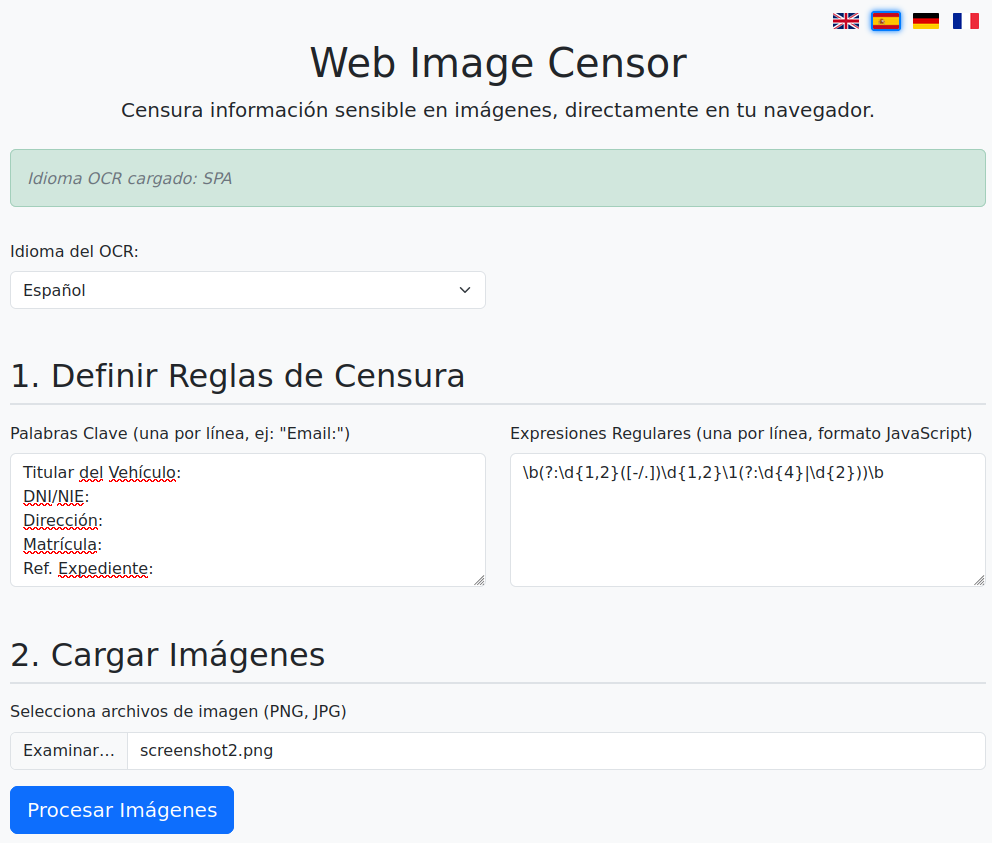 Web Image Censor
Censura información sensible en imágenes, directamente en tu navegador.
Idioma OCR cargado: SPA
Idioma del OCR:
Español
1. Definir Reglas de Censura
Palabras Clave (una por línea, ej: "Email:")
Titular del Vehículo:
DNI/NIE:
Dirección:
Matrícula:
Ref. Expediente:
Expresiones Regulares (una por línea, formato JavaScript)
\b(?:\d{1,2}([-/.])\d{1,2}\1(?:\d{4}|\d{2}))\b
2. Cargar Imágenes
Selecciona archivos de imagen (PNG, JPG)
Examinar... screenshot2.png
Procesar Imágenes